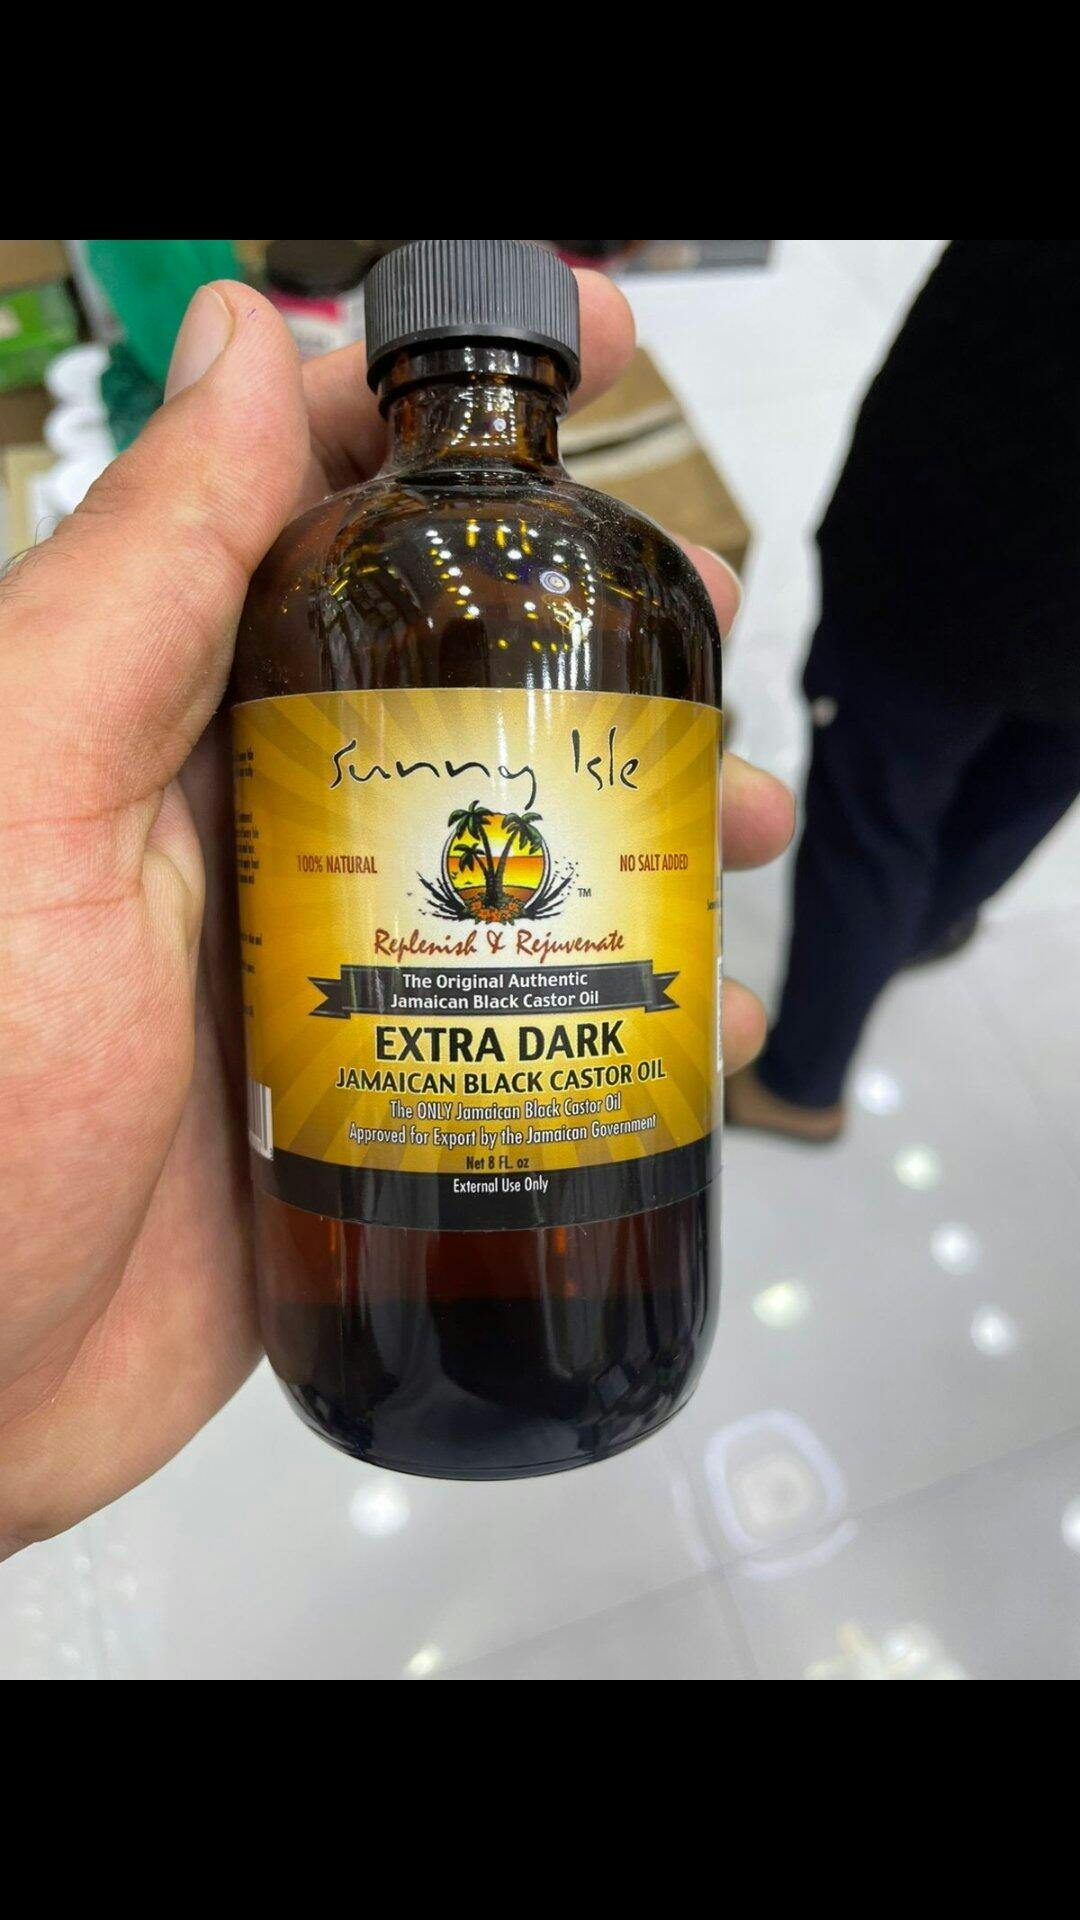 Sunny Isle
100% NATURAL
NO SALT ADDED
TM
Replenish & Rejuvenate
The Original Authentic
Jamaican Black Castor Oil
EXTRA DARK
JAMAICAN BLACK CASTOR OIL
The ONLY Jamaican Black Castor Oil
Approved for Export by the Jamaican Government
Net 8 FL. oz
External Use Only